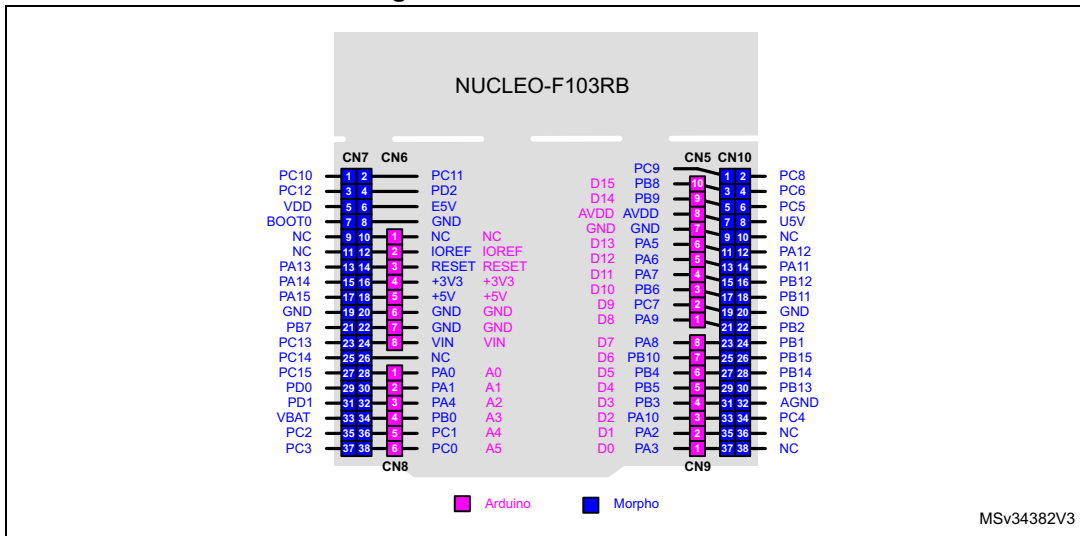 NUCLEO-F103RB
CN7 CN6 CN5 CN10
PC9
PC10 1 2 PC11 1 2 PC8
PC12 3 4 PD2 D15 PB8 10 3 4 PC6
VDD 5 6 E5V D14 PB9 9 5 6 PC5
BOOT0 7 8 GND AVDD AVDD 8 7 8 U5V
NC 9 10 1 NC NC GND GND 7 9 10 NC
NC 11 12 2 IOREF IOREF D13 PA5 6 11 12 PA12
PA13 13 14 3 RESET RESET D12 PA6 5 13 14 PA11
PA14 15 16 4 +3V3 +3V3 D11 PA7 4 15 16 PB12
PA15 17 18 5 +5V +5V D10 PB6 3 17 18 PB11
GND 19 20 6 GND GND D9 PC7 2 19 20 GND
PB7 21 22 7 GND GND D8 PA9 1 21 22 PB2
PC13 23 24 8 VIN VIN D7 PA8 8 23 24 PB1
PC14 25 26 NC D6 PB10 7 25 26 PB15
PC15 27 28 1 PA0 A0 D5 PB4 6 27 28 PB14
PD0 29 30 2 PA1 A1 D4 PB5 5 29 30 PB13
PD1 31 32 3 PA4 A2 D3 PB3 4 31 32 AGND
VBAT 33 34 4 PB0 A3 D2 PA10 3 33 34 PC4
PC2 35 36 5 PC1 A4 D1 PA2 2 35 36 NC
PC3 37 38 6 PC0 A5 D0 PA3 1 37 38 NC
CN8 CN9
Arduino Morpho
MSv34382V3